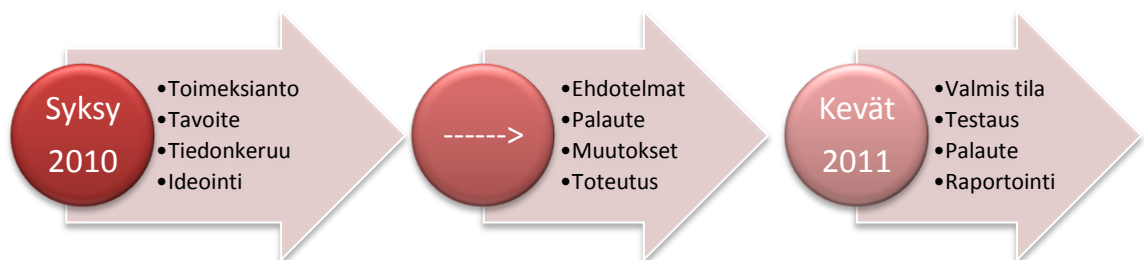 Syksy
2010
•Toimeksianto
•Tavoite
•Tiedonkeruu
•Ideointi
------>
•Ehdotelmat
•Palaute
•Muutokset
•Toteutus
Kevät
2011
•Valmis tila
•Testaus
•Palaute
•Raportointi